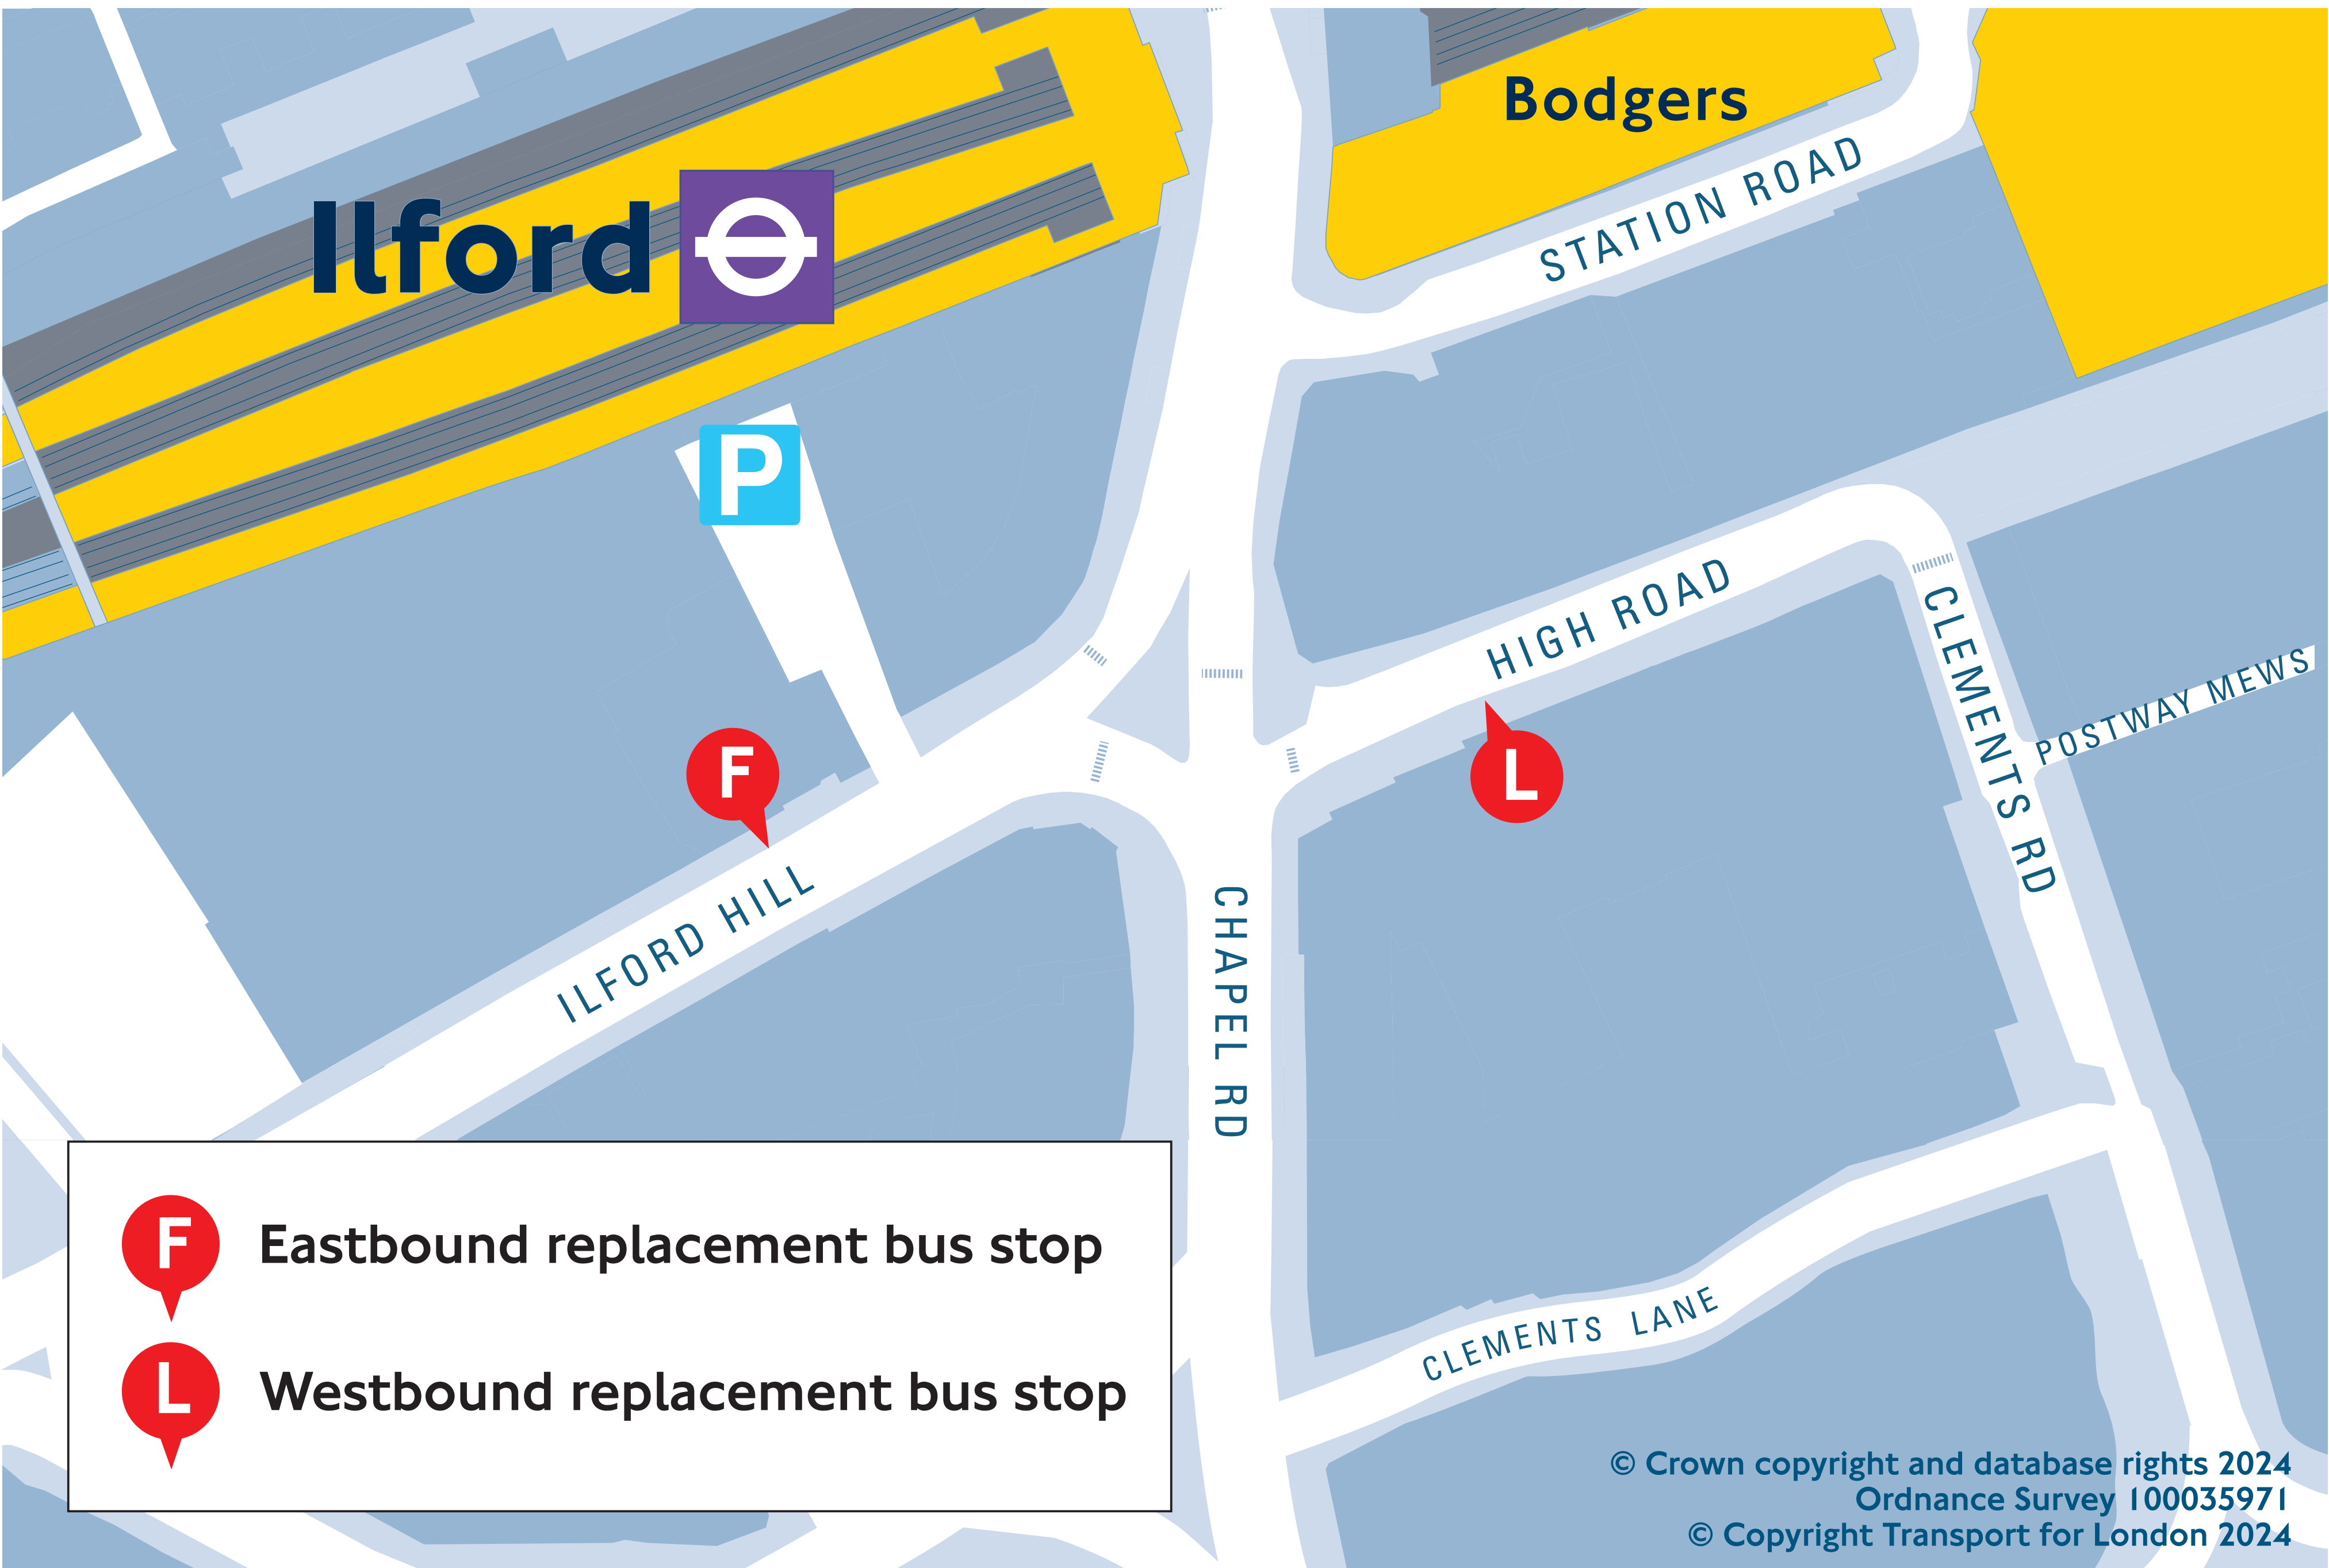 Bodgers
STATION ROAD
Ilford
P
HIGH ROAD
CLEMENTS RD
POSTWAY MEWS
F
L
ILFORD HILL
CHAPEL RD
F Eastbound replacement bus stop
L Westbound replacement bus stop
CLEMENTS LANE
© Crown copyright and database rights 2024
Ordnance Survey 100035971
© Copyright Transport for London 2024